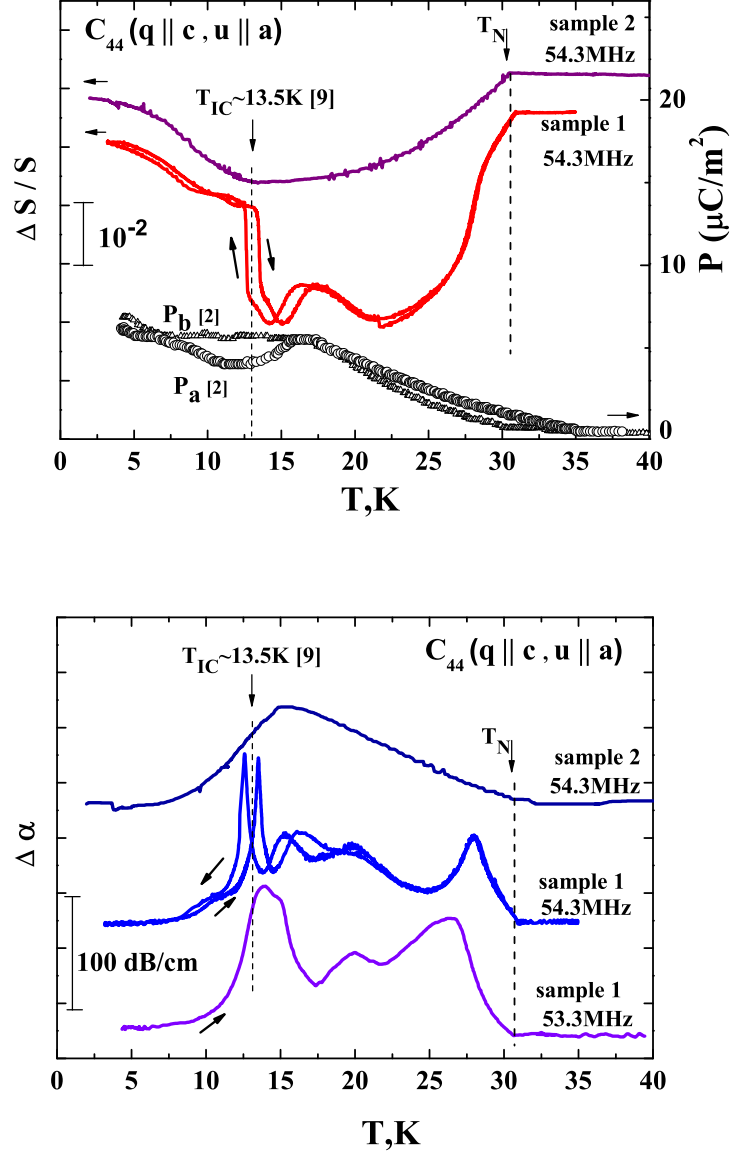 C44 (q || c , u || a)
TN
sample 2
54.3MHz
TIC~13.5K [9]
sample 1
54.3MHz
10-2
Pb [2]
Pa [2]
Δ S / S
P (μC/m2)
20
10
0
0 5 10 15 20 25 30 35 40
T,K
C44 (q || c , u || a)
TIC~13.5K [9]
TN
sample 2
54.3MHz
sample 1
54.3MHz
100 dB/cm
sample 1
53.3MHz
Δ α
0 5 10 15 20 25 30 35 40
T,K